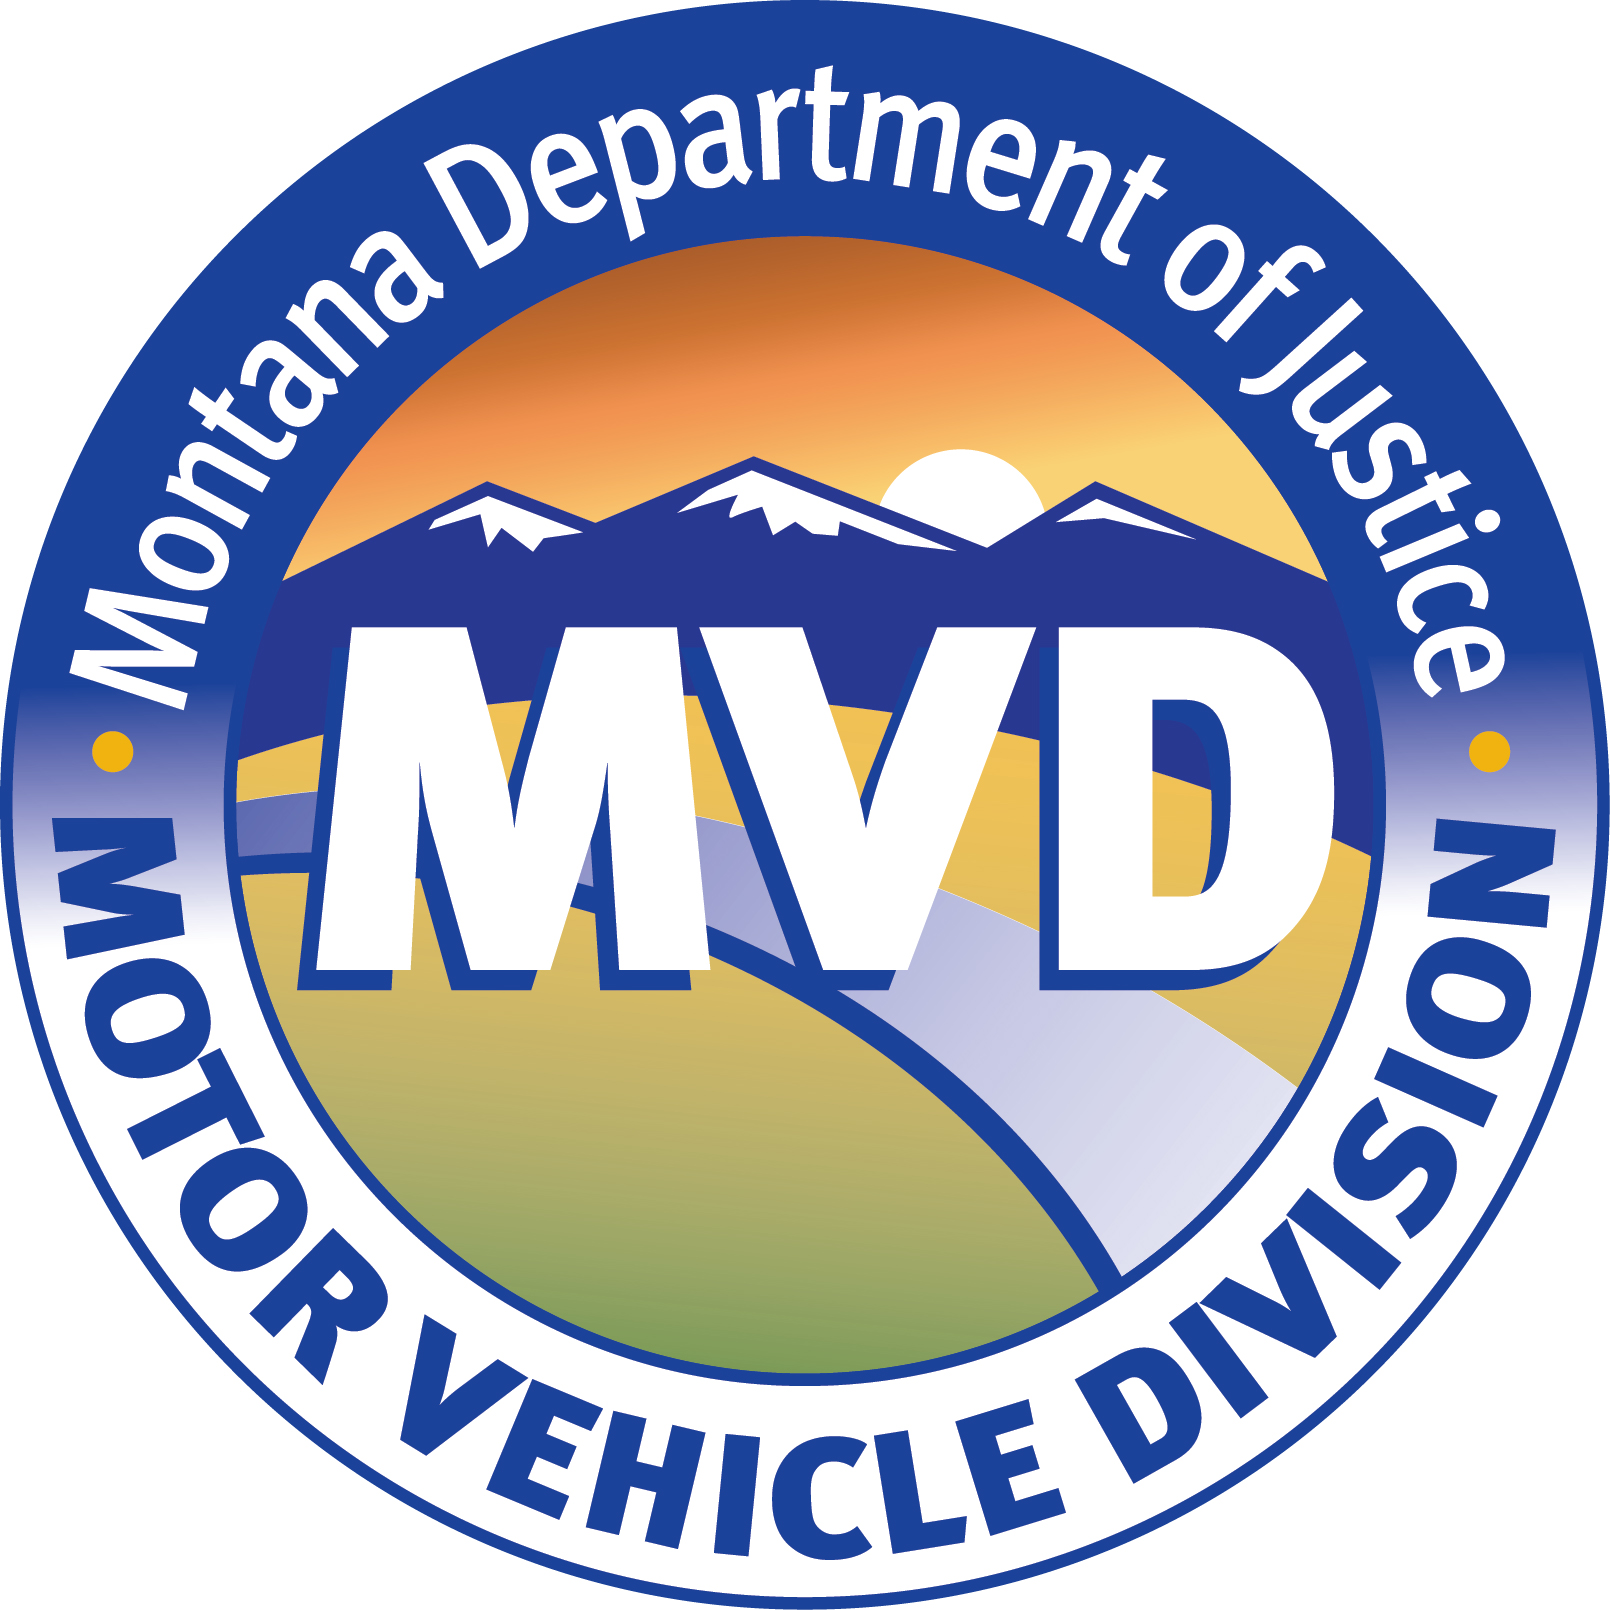 Montana Department of Justice
MVD
MOTOR VEHICLE DIVISION